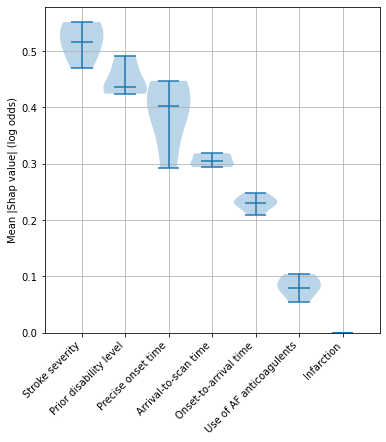 Mean |Shap value| (log odds)
0.5
0.4
0.3
0.2
0.1
0.0
Stroke severity
Prior disability level
Precise onset time
Arrival-to-scan time
Onset-to-arrival time
Use of AF anticoagulents
Infarction